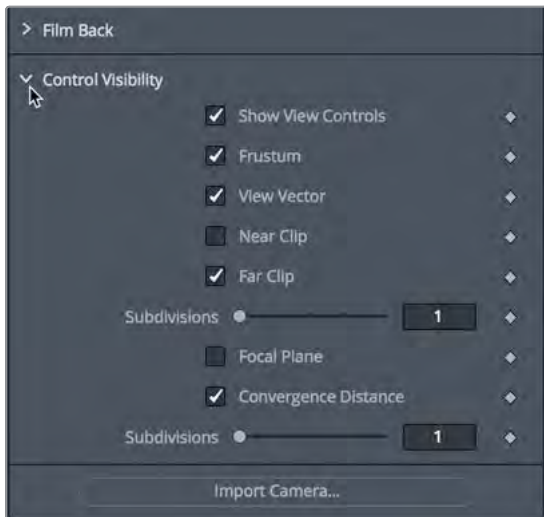 Film Back
Control Visibility
Show View Controls
Frustum
View Vector
Near Clip
Far Clip
Subdivisions 1
Focal Plane
Convergence Distance
Subdivisions 1
Import Camera...